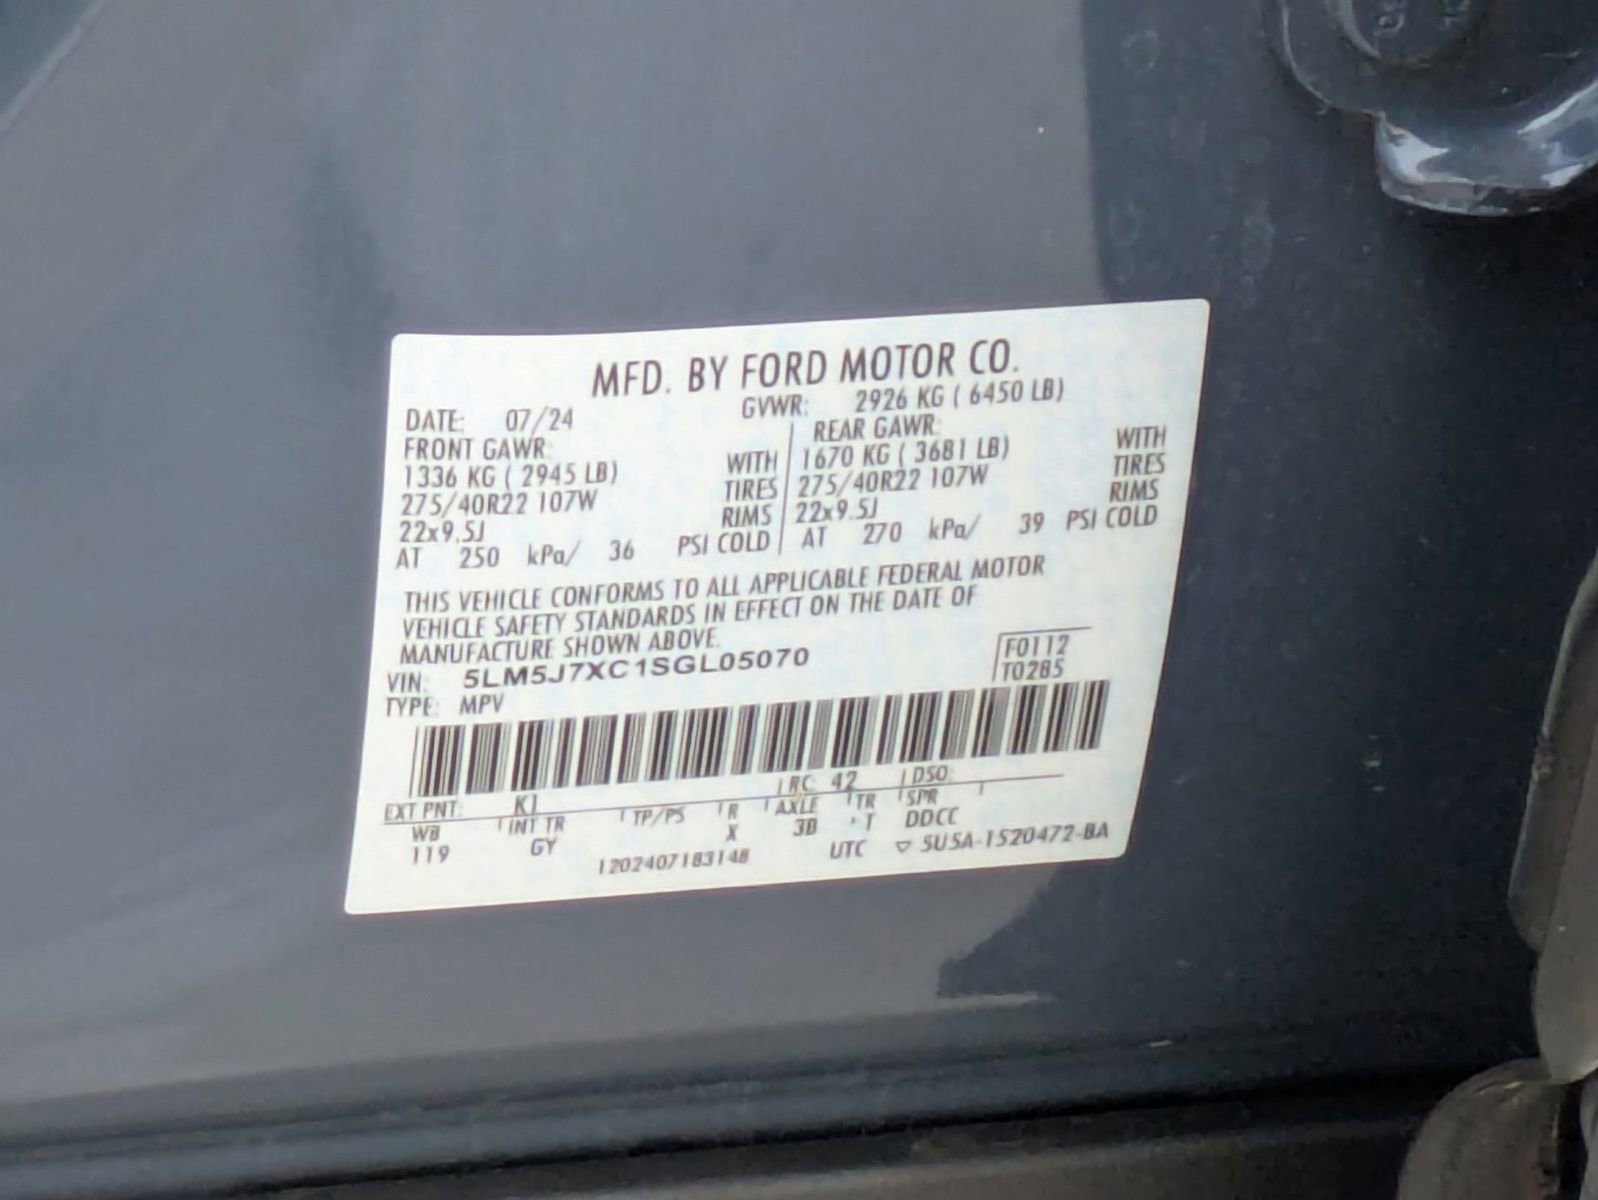 MFD. BY FORD MOTOR CO.
DATE: 07/24 GVWR: 2926 KG ( 6450 LB)
FRONT GAWR: REAR GAWR:
1336 KG ( 2945 LB) WITH 1670 KG ( 3681 LB) WITH
275/40R22 107W TIRES 275/40R22 107W TIRES
22x9.5J RIMS 22x9.5J RIMS
AT 250 kPa/ 36 PSI COLD AT 270 kPa/ 39 PSI COLD
THIS VEHICLE CONFORMS TO ALL APPLICABLE FEDERAL MOTOR
VEHICLE SAFETY STANDARDS IN EFFECT ON THE DATE OF
MANUFACTURE SHOWN ABOVE.
VIN: 5LM5J7XC1SGL05070 F0112
TYPE: MPV T0285
EXT PNT: K1 RC: 42 DSO:
WB INT TR TP/PS R AXLE TR SPR
119 GY X 3B T DDCC
1202407183148 UTC ▽ 5U5A-1520472-BA